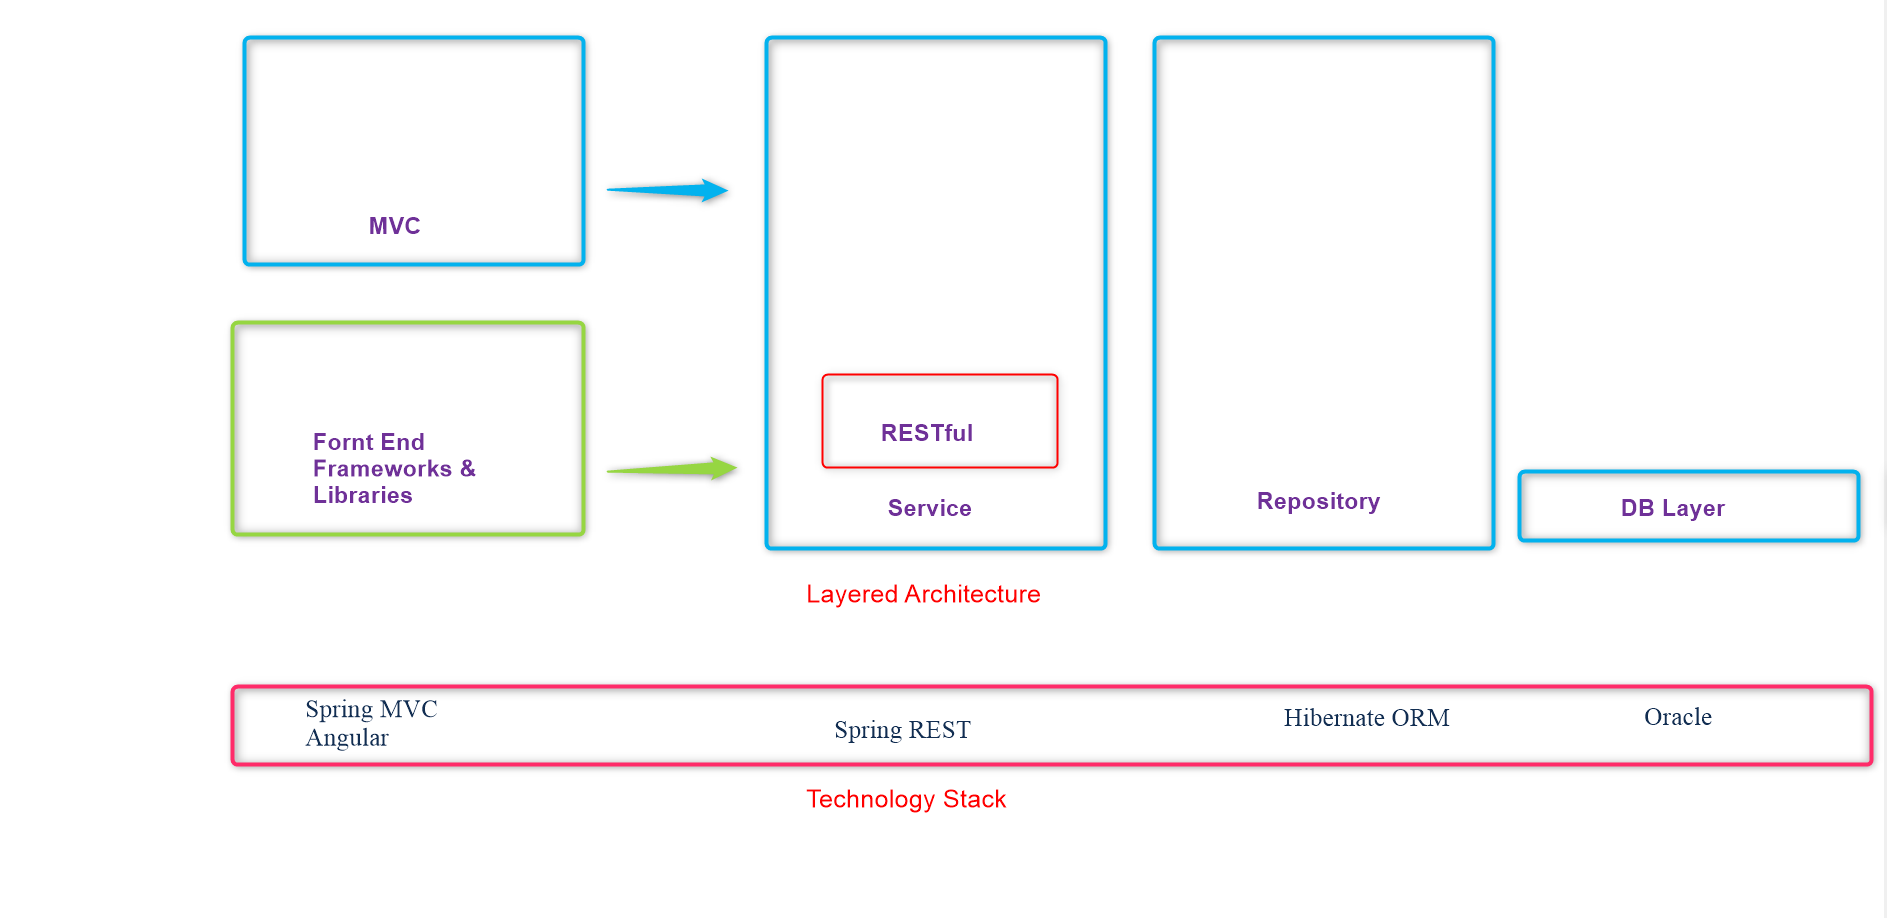 MVC
Fornt End
Frameworks &
Libraries
RESTful
Service
Repository
DB Layer
Layered Architecture
Spring MVC
Angular
Spring REST
Hibernate ORM
Oracle
Technology Stack